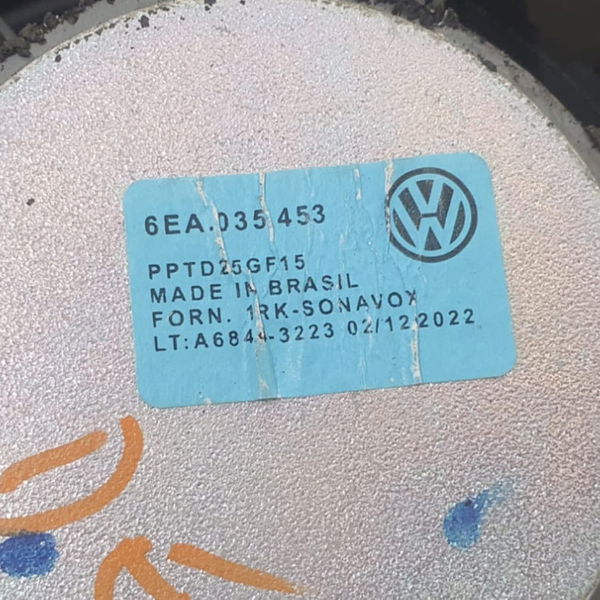 6EA.035.453
PPTD25GF15
MADE IN BRASIL
FORN. 1RK-SONAVOX
LT:A6844-3223 02/12/2022